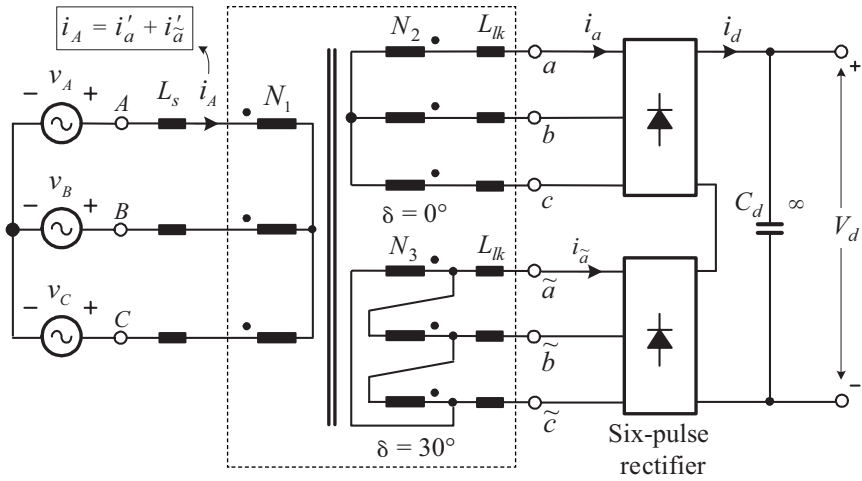 i_A = i'_a + i'_ã
N_2
L_lk
i_a
i_d
a
+
− v_A +
A
L_s
i_A
N_1
b
− v_B +
B
c
δ = 0°
C_d
∞
V_d
N_3
L_lk
i_ã
ã
− v_C +
C
b̃
c̃
−
δ = 30°
Six-pulse
rectifier